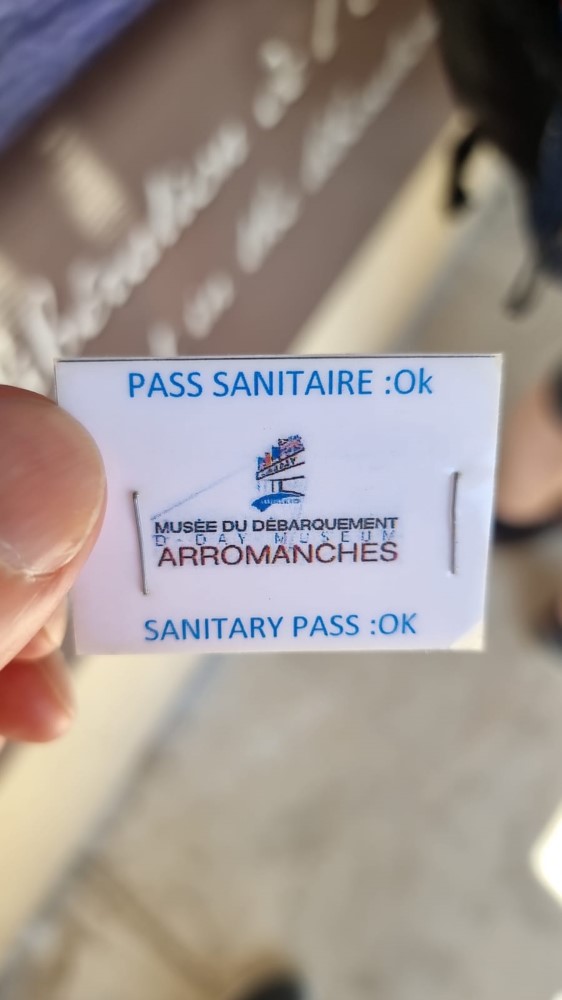 PASS SANITAIRE :Ok
MUSÉE DU DÉBARQUEMENT
D-DAY MUSEUM
ARROMANCHES
SANITARY PASS :OK